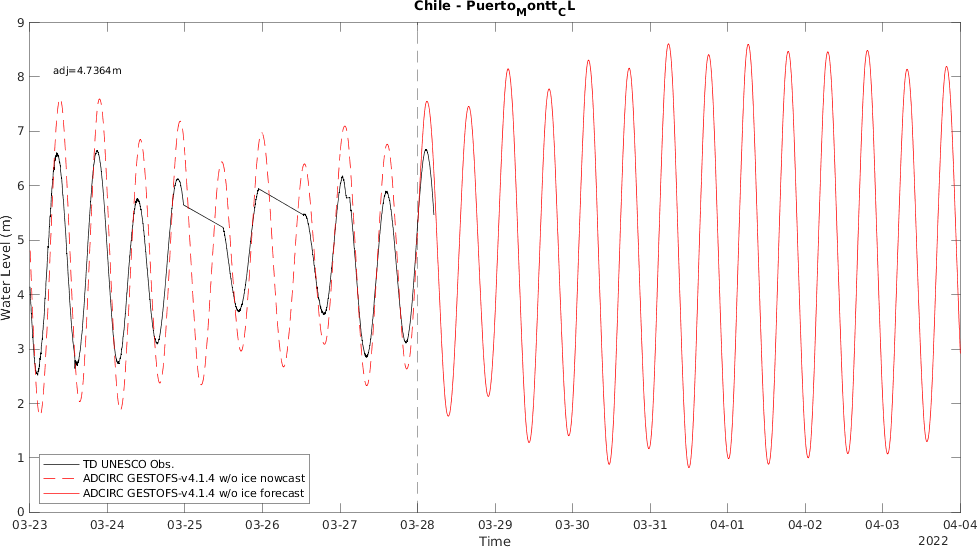 Chile - PuertoMonttCL
9
8
7
6
5
4
3
2
1
0
Water Level (m)
adj=4.7364m
TD UNESCO Obs.
ADCIRC GESTOFS-v4.1.4 w/o ice nowcast
ADCIRC GESTOFS-v4.1.4 w/o ice forecast
03-23 03-24 03-25 03-26 03-27 03-28 03-29 03-30 03-31 04-01 04-02 04-03 04-04
Time
2022